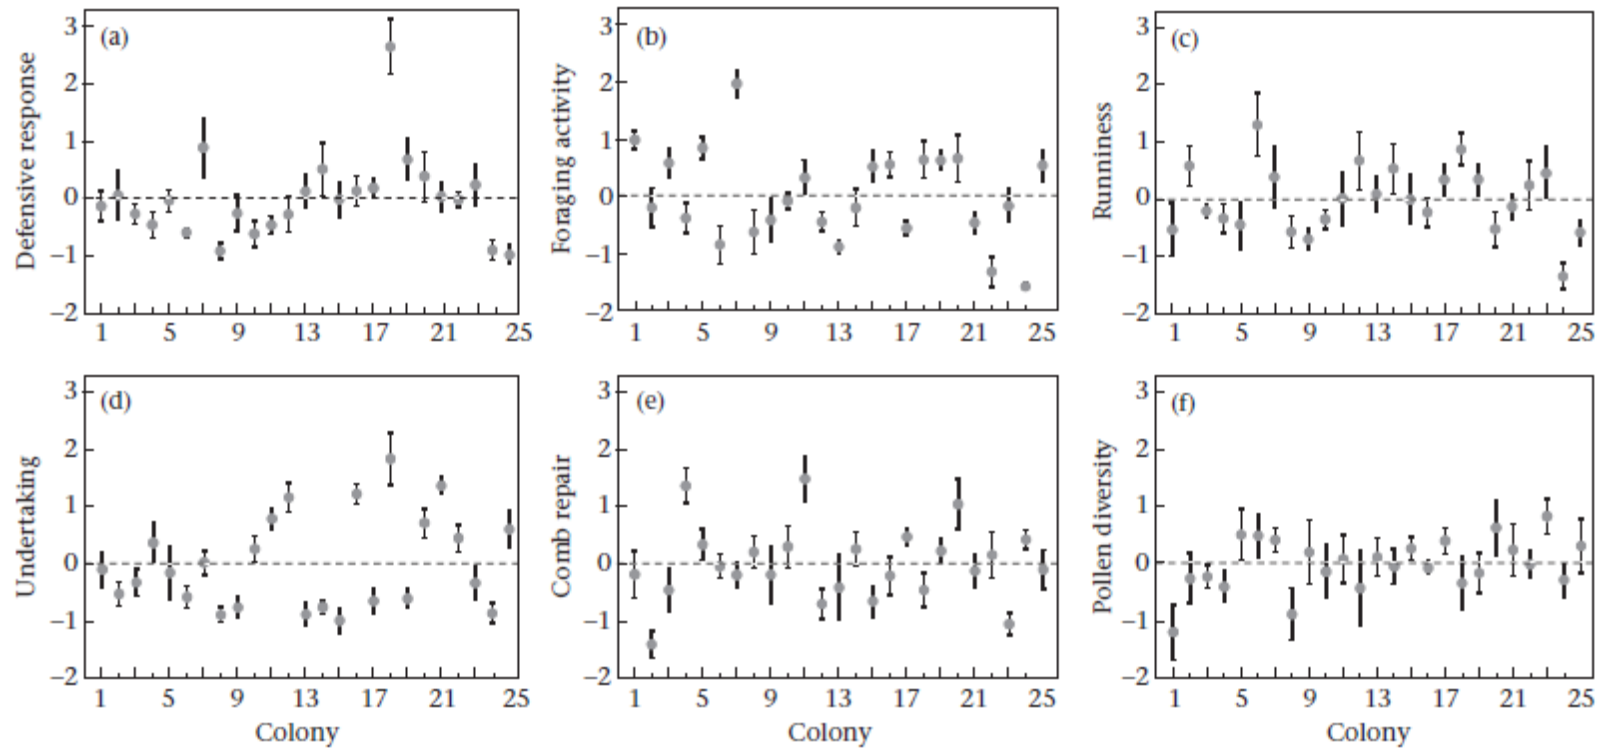 (a)
Defensive response
3
2
1
0
−1
−2
1 5 9 13 17 21 25
(b)
Foraging activity
3
2
1
0
−1
−2
1 5 9 13 17 21 25
(c)
Runniness
3
2
1
0
−1
−2
1 5 9 13 17 21 25
(d)
Undertaking
3
2
1
0
−1
−2
1 5 9 13 17 21 25
Colony
(e)
Comb repair
3
2
1
0
−1
−2
1 5 9 13 17 21 25
Colony
(f)
Pollen diversity
3
2
1
0
−1
−2
1 5 9 13 17 21 25
Colony